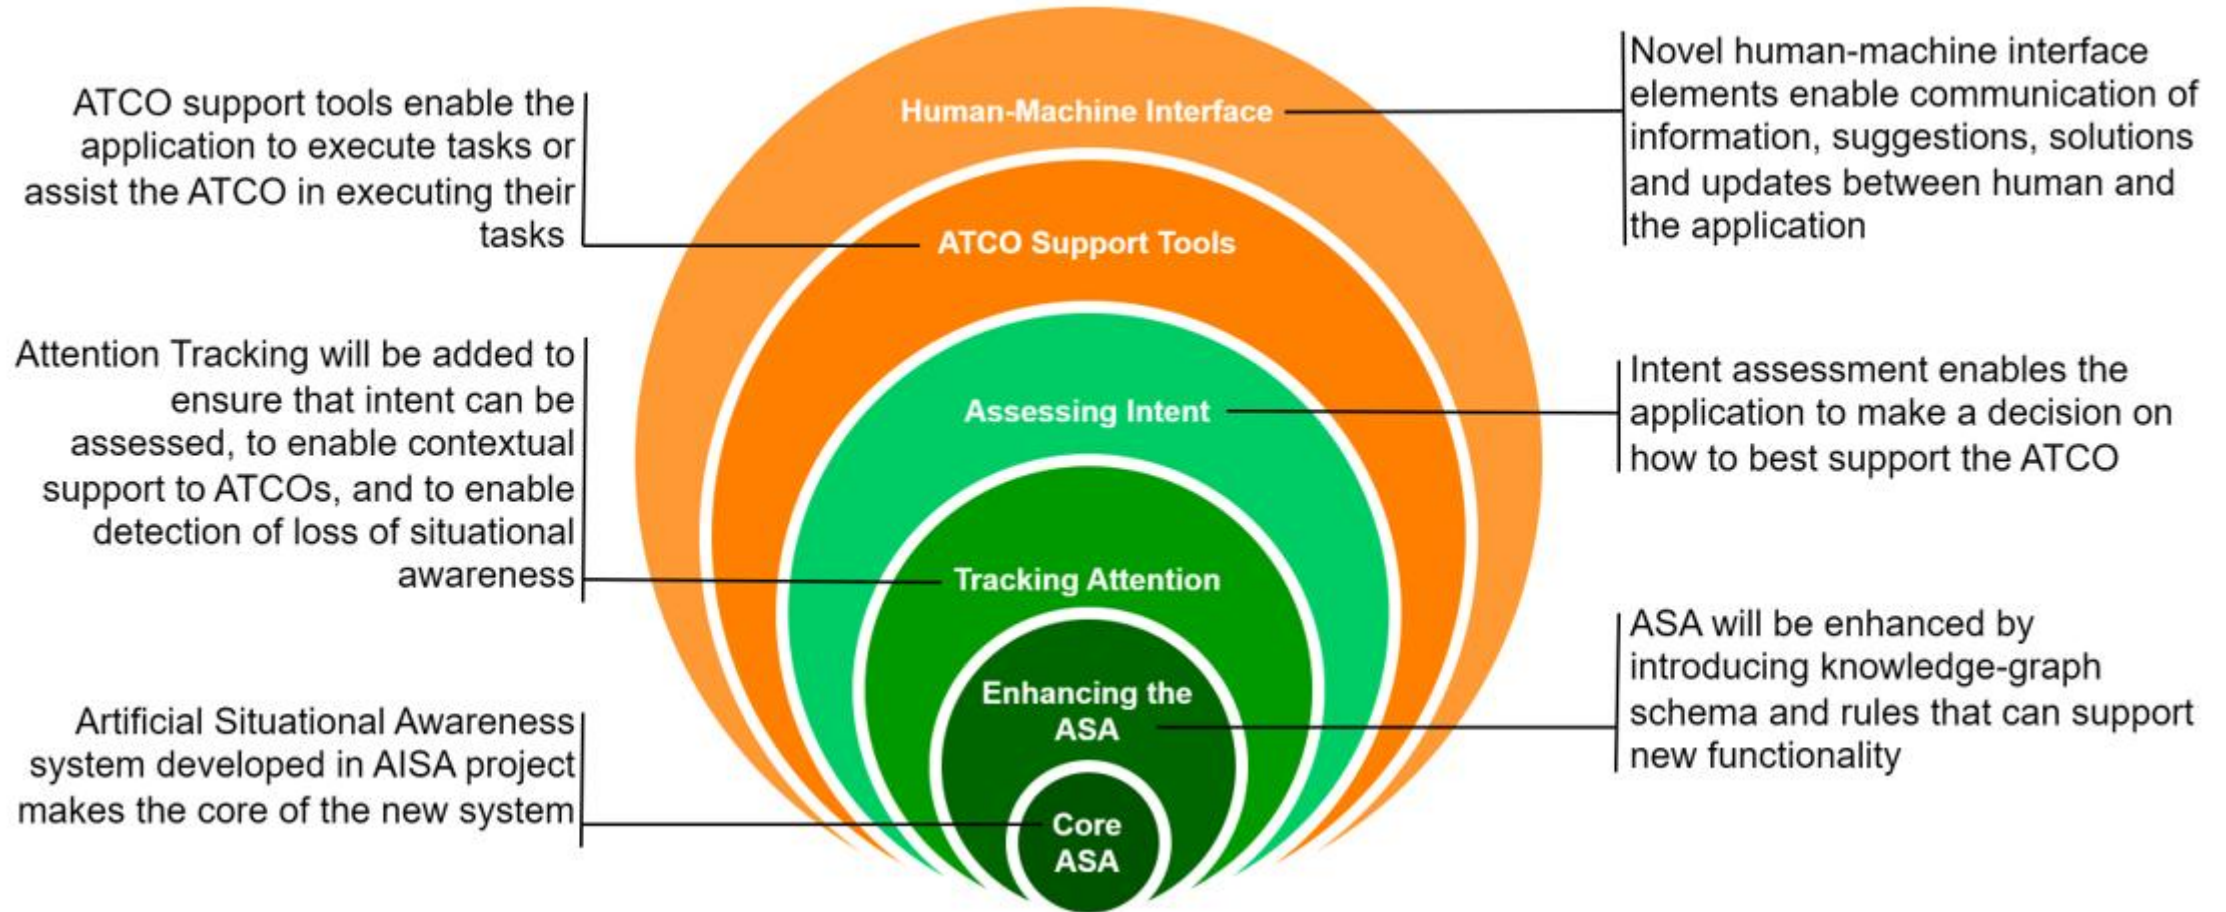 Human-Machine Interface
ATCO Support Tools
Assessing Intent
Tracking Attention
Enhancing the
ASA
Core
ASA
ATCO support tools enable the
application to execute tasks or
assist the ATCO in executing their
tasks
Attention Tracking will be added to
ensure that intent can be
assessed, to enable contextual
support to ATCOs, and to enable
detection of loss of situational
awareness
Artificial Situational Awareness
system developed in AISA project
makes the core of the new system
Novel human-machine interface
elements enable communication of
information, suggestions, solutions
and updates between human and
the application
Intent assessment enables the
application to make a decision on
how to best support the ATCO
ASA will be enhanced by
introducing knowledge-graph
schema and rules that can support
new functionality